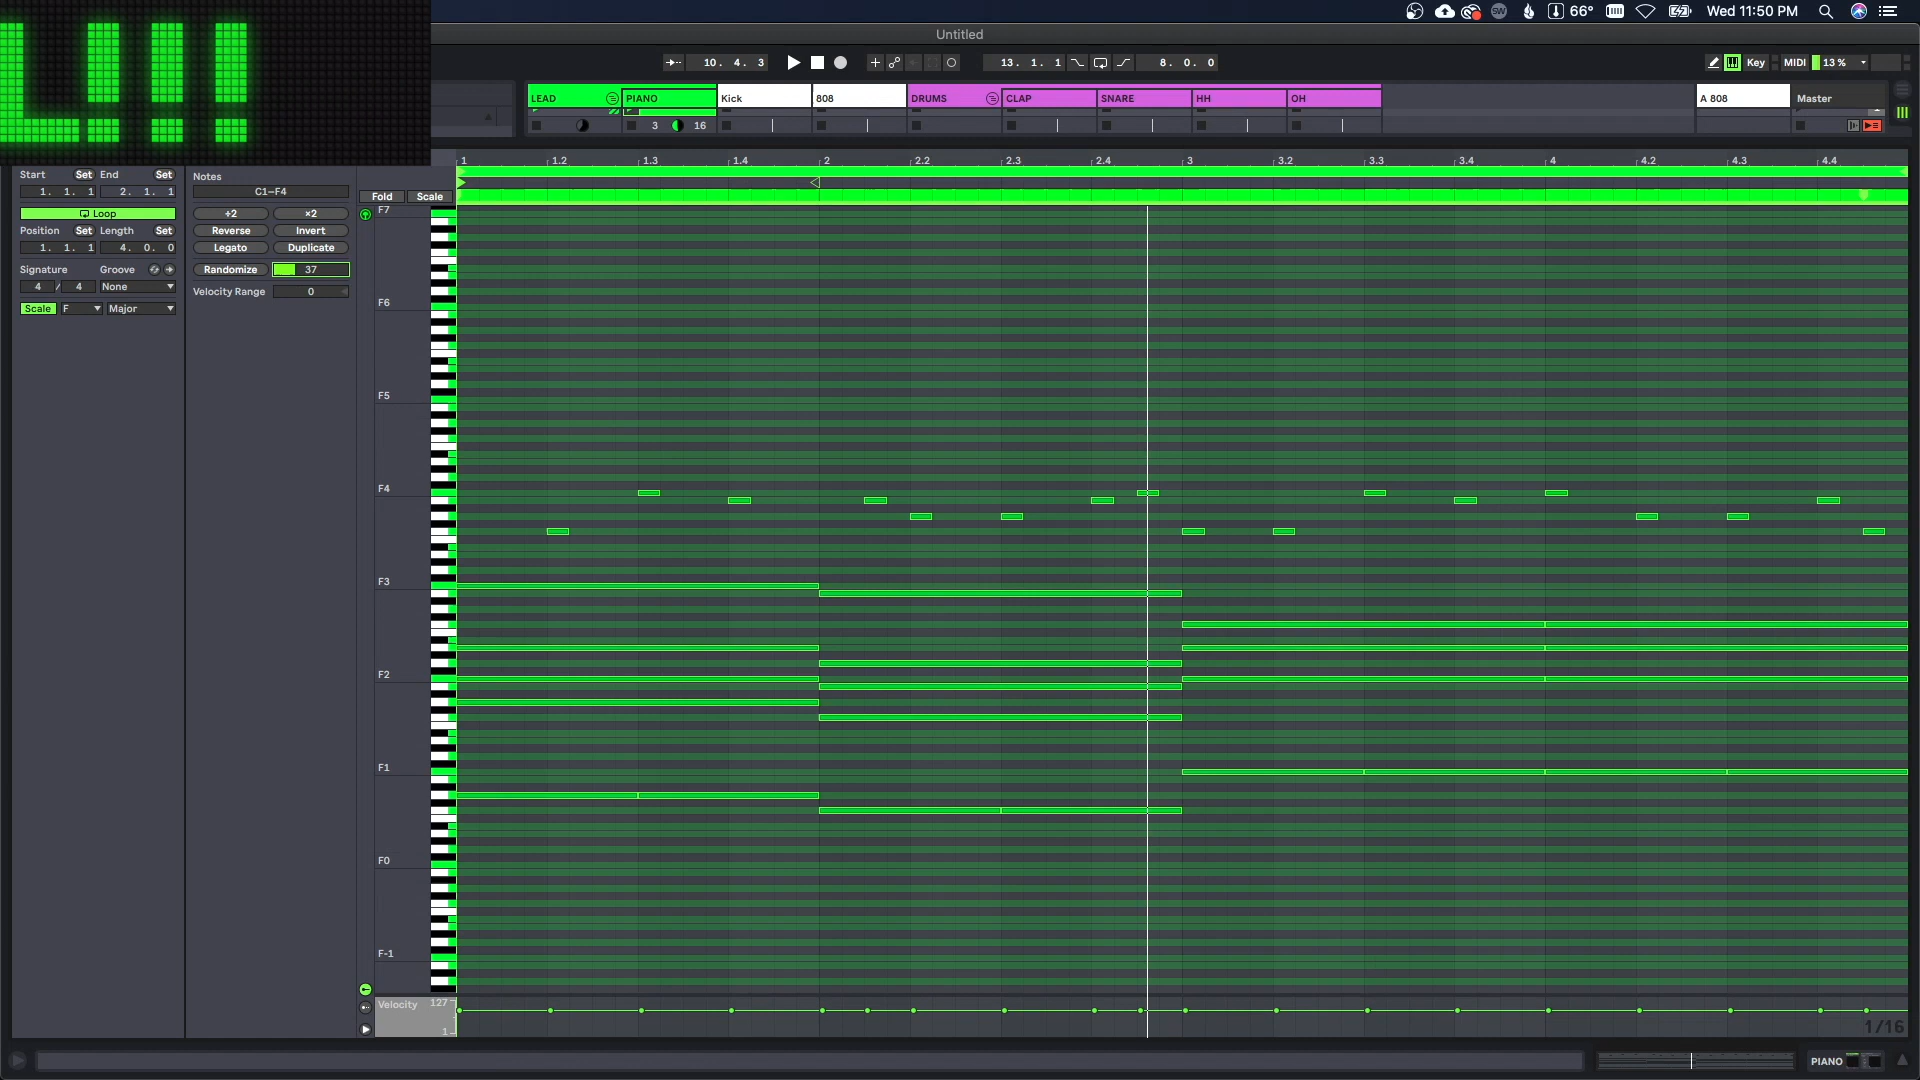 L!!!
66°
Wed 11:50 PM
Untitled
10. 4. 3
13. 1. 1
8. 0. 0
Key
MIDI
13 %
LEAD
PIANO
Kick
808
DRUMS
CLAP
SNARE
HH
OH
A 808
Master
3
16
1
1.2
1.3
1.4
2
2.2
2.3
2.4
3
3.2
3.3
3.4
4
4.2
4.3
4.4
Start
Set
End
Set
1. 1. 1
2. 1. 1
Loop
Position
Set
Length
Set
1. 1. 1
4. 0. 0
Signature
Groove
4 / 4
None
Scale
F
Major
Notes
C1–F4
÷2
×2
Reverse
Invert
Legato
Duplicate
Randomize
37
Velocity Range
0
Fold
Scale
F7
F6
F5
F4
F3
F2
F1
F0
F-1
Velocity
127
1
1/16
PIANO